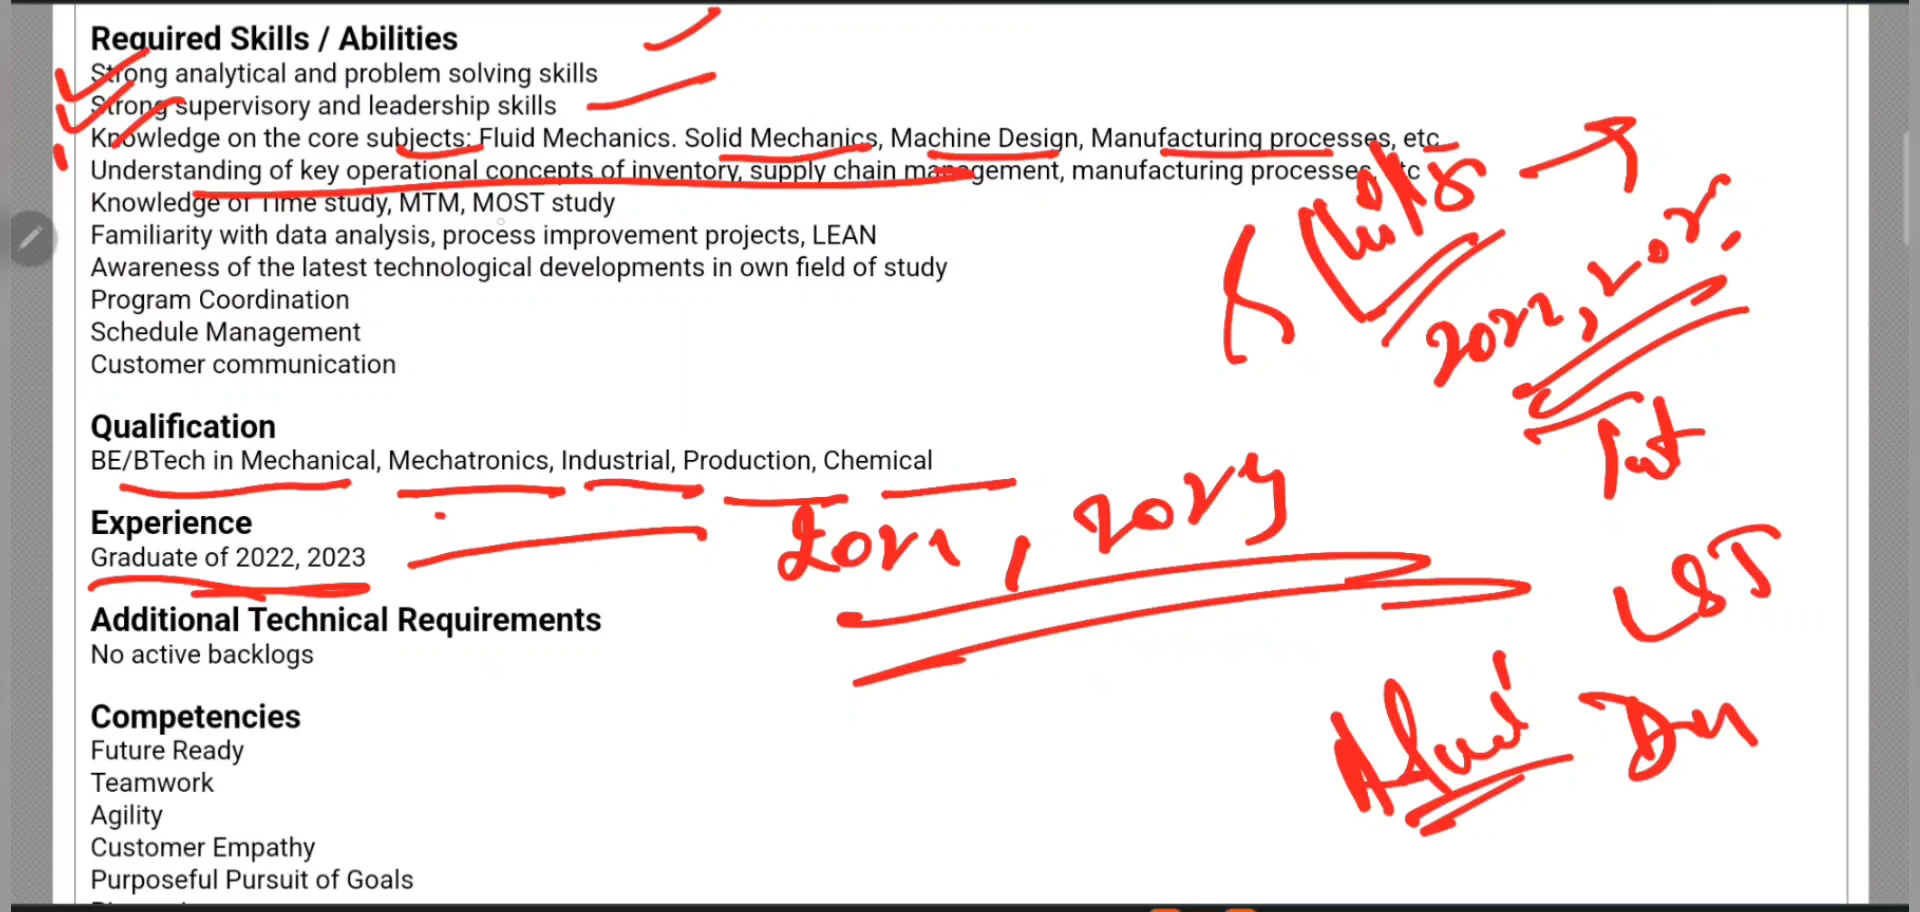 Required Skills / Abilities
Strong analytical and problem solving skills
Strong supervisory and leadership skills
Knowledge on the core subjects: Fluid Mechanics. Solid Mechanics, Machine Design, Manufacturing processes, etc
Understanding of key operational concepts of inventory, supply chain management, manufacturing processes, etc
Knowledge of Time study, MTM, MOST study
Familiarity with data analysis, process improvement projects, LEAN
Awareness of the latest technological developments in own field of study
Program Coordination
Schedule Management
Customer communication
2022,
Qualification
BE/BTech in Mechanical, Mechatronics, Industrial, Production, Chemical
2022, 2023
Experience
Graduate of 2022, 2023
Additional Technical Requirements
No active backlogs
Competencies
Future Ready
Teamwork
Agility
Customer Empathy
Purposeful Pursuit of Goals